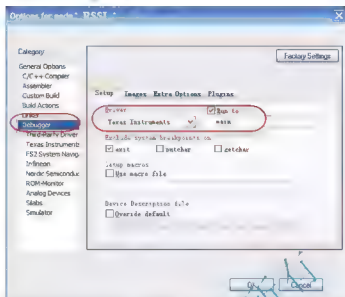 Options for node "RSSI"
Category
Factory Settings
General Options
C/C++ Compiler
Assembler
Custom Build
Build Actions
Linker
Debugger
Third-Party Driver
Texas Instruments
FS2 System Navig
Infineon
Nordic Semiconduc
ROM-Monitor
Analog Devices
Silabs
Simulator
Setup Images Extra Options Plugins
Driver
Run to
Texas Instruments
main
Exclude system breakpoints on
exit
putchar
getchar
Setup macros
Use macro file
Device Description file
Override default
OK
Cancel